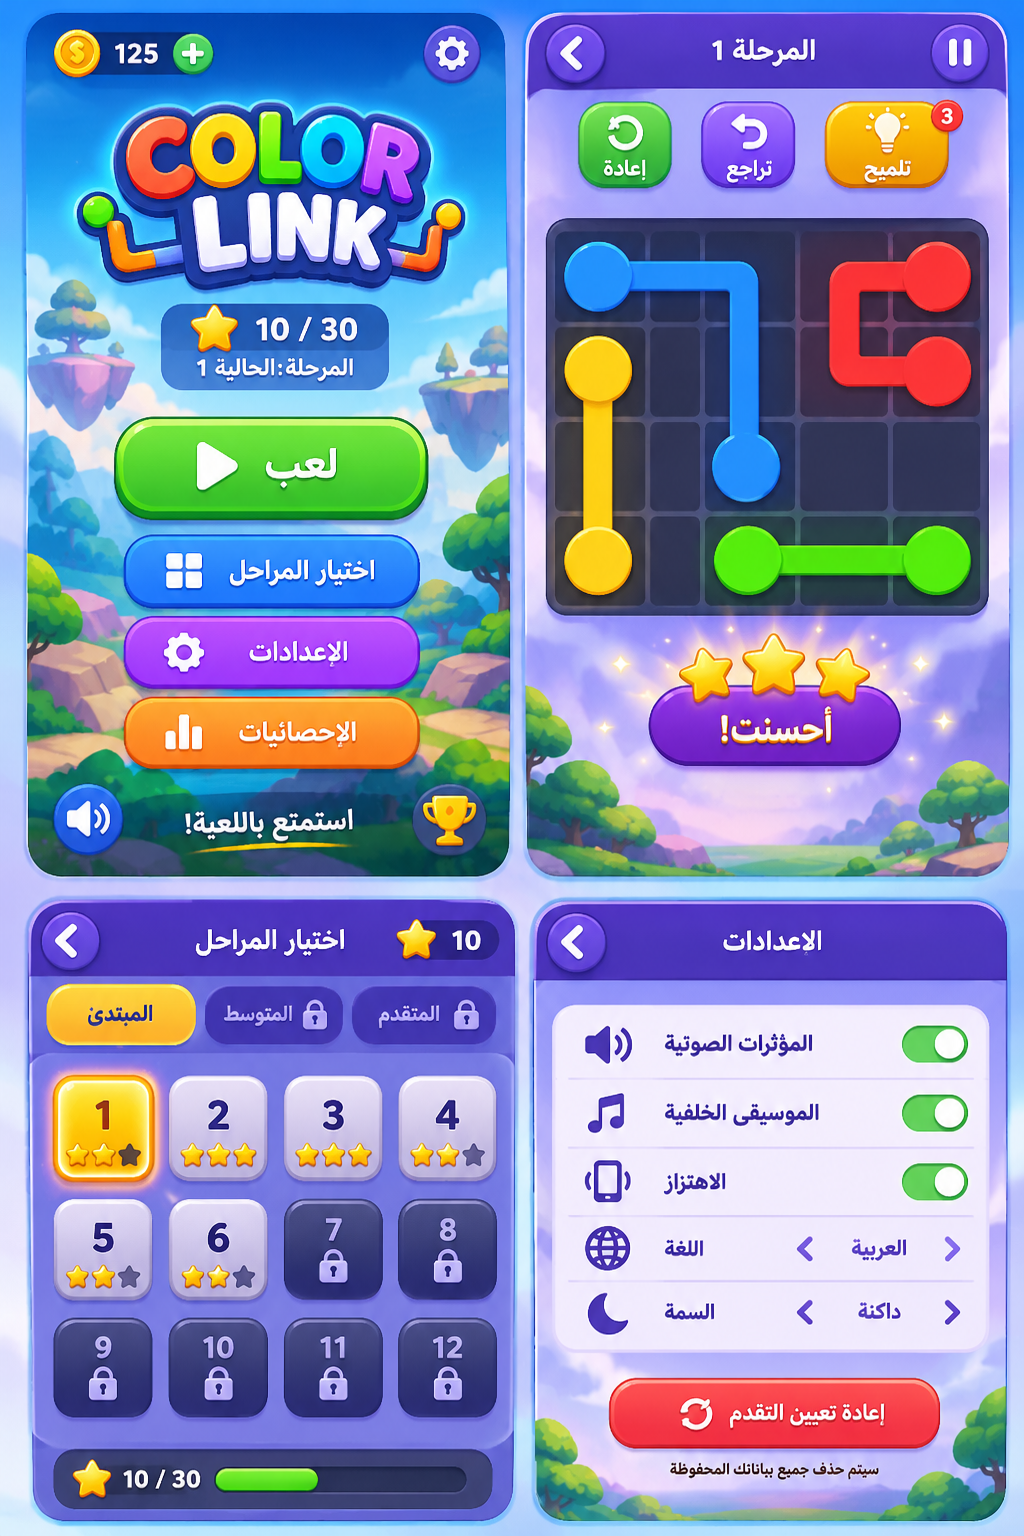 125
COLOR
LINK
10 / 30
المرحلة:الحالية 1
لعب
اختيار المراحل
الإعدادات
الإحصائيات
استمتع باللعبة!
المرحلة 1
إعادة
تراجع
تلميح
3
أحسنت!
اختيار المراحل
10
المبتدئ
المتوسط
المتقدم
1
2
3
4
5
6
7
8
9
10
11
12
10 / 30
الإعدادات
المؤثرات الصوتية
الموسيقى الخلفية
الاهتزاز
اللغة
العربية
السمة
داكنة
إعادة تعيين التقدم
سيتم حذف جميع بياناتك المحفوظة